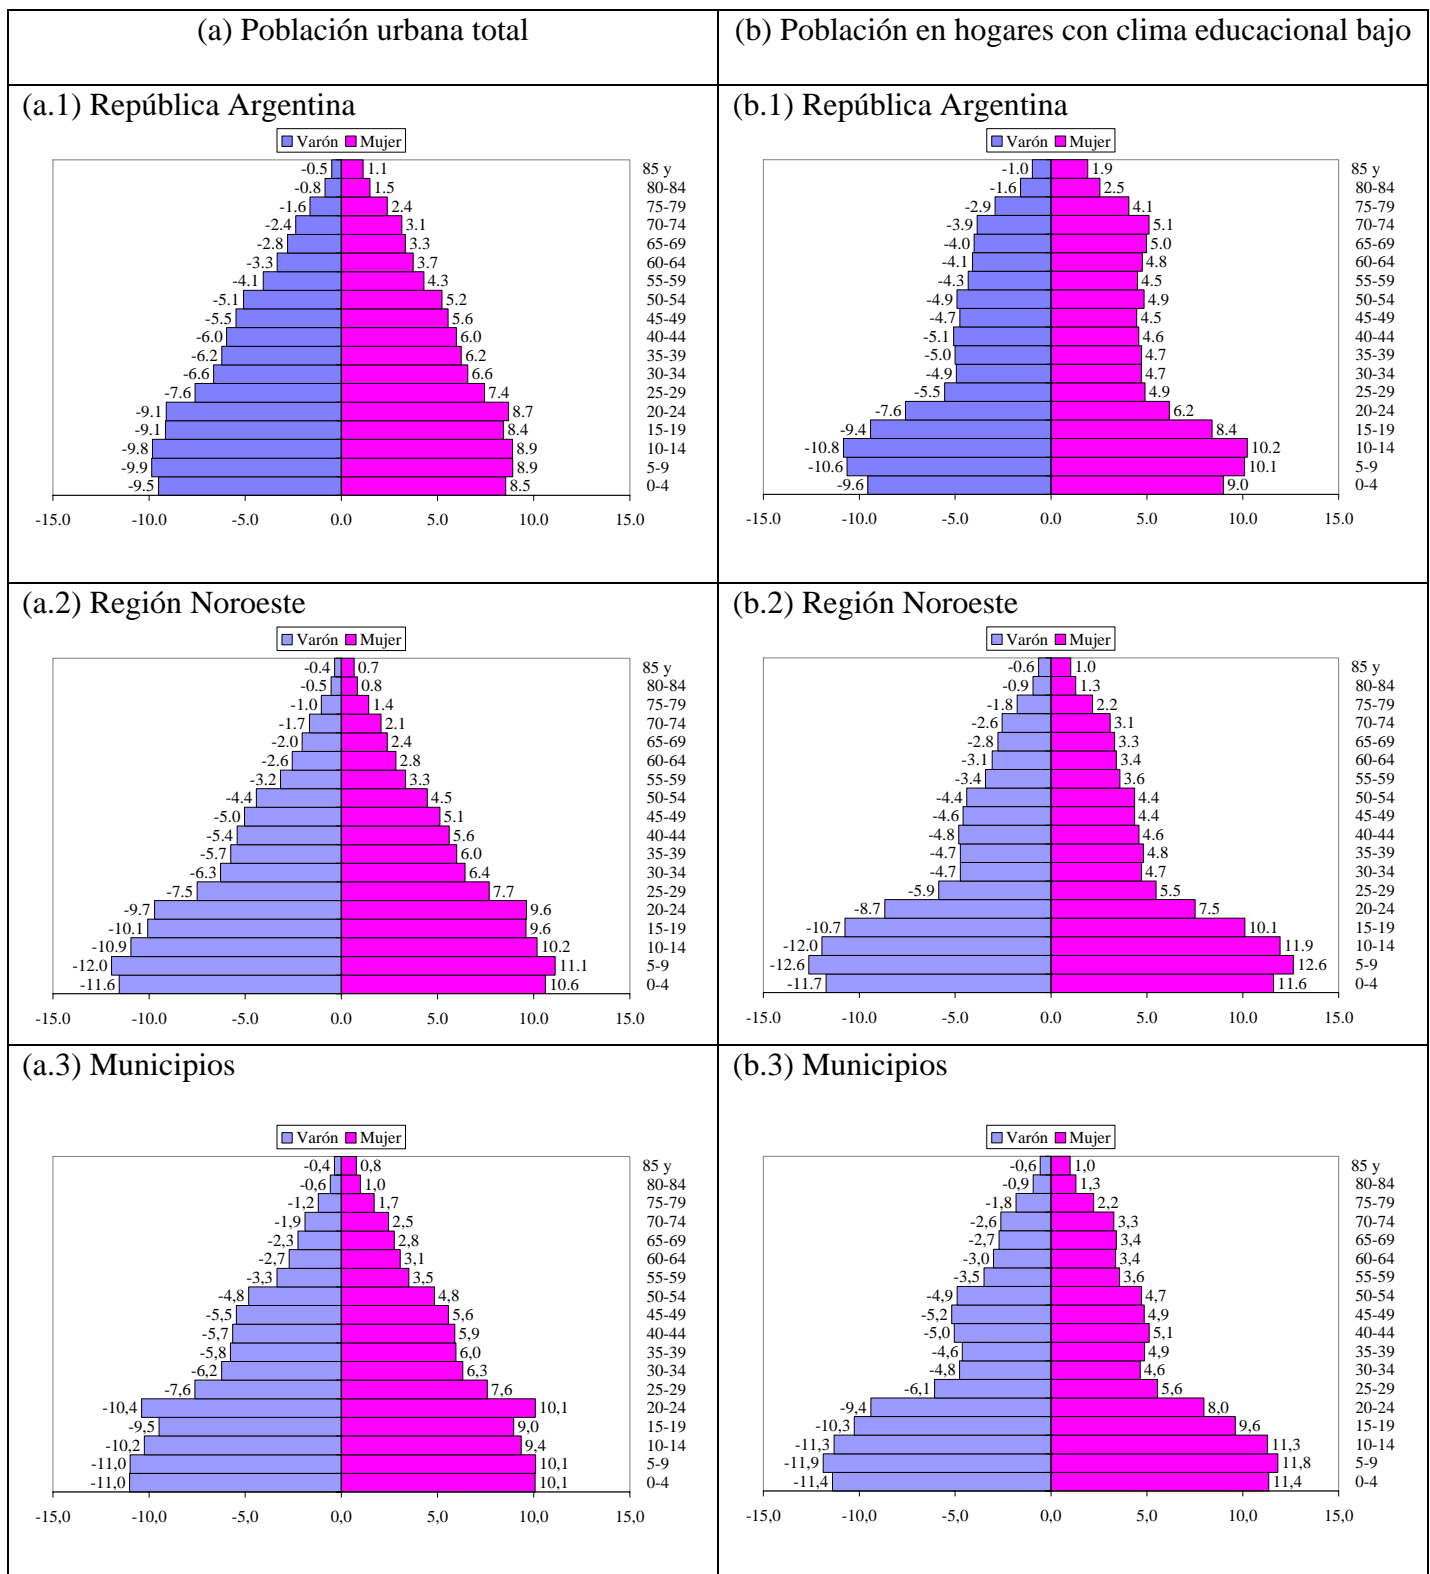 (a) Población urbana total
(b) Población en hogares con clima educacional bajo
(a.1) República Argentina
Varón Mujer
-0.5 1.1 85 y
-0.8 1.5 80-84
-1.6 2.4 75-79
-2.4 3.1 70-74
-2.8 3.3 65-69
-3.3 3.7 60-64
-4.1 4.3 55-59
-5.1 5.2 50-54
-5.5 5.6 45-49
-6.0 6.0 40-44
-6.2 6.2 35-39
-6.6 6.6 30-34
-7.6 7.4 25-29
-9.1 8.7 20-24
-9.1 8.4 15-19
-9.8 8.9 10-14
-9.9 8.9 5-9
-9.5 8.5 0-4
-15.0 -10.0 -5.0 0.0 5.0 10.0 15.0
(b.1) República Argentina
Varón Mujer
-1.0 1.9 85 y
-1.6 2.5 80-84
-2.9 4.1 75-79
-3.9 5.1 70-74
-4.0 5.0 65-69
-4.1 4.8 60-64
-4.3 4.5 55-59
-4.9 4.9 50-54
-4.7 4.5 45-49
-5.1 4.6 40-44
-5.0 4.7 35-39
-4.9 4.7 30-34
-5.5 4.9 25-29
-7.6 6.2 20-24
-9.4 8.4 15-19
-10.8 10.2 10-14
-10.6 10.1 5-9
-9.6 9.0 0-4
-15.0 -10.0 -5.0 0.0 5.0 10.0 15.0
(a.2) Región Noroeste
Varón Mujer
-0.4 0.7 85 y
-0.5 0.8 80-84
-1.0 1.4 75-79
-1.7 2.1 70-74
-2.0 2.4 65-69
-2.6 2.8 60-64
-3.2 3.3 55-59
-4.4 4.5 50-54
-5.0 5.1 45-49
-5.4 5.6 40-44
-5.7 6.0 35-39
-6.3 6.4 30-34
-7.5 7.7 25-29
-9.7 9.6 20-24
-10.1 9.6 15-19
-10.9 10.2 10-14
-12.0 11.1 5-9
-11.6 10.6 0-4
-15.0 -10.0 -5.0 0.0 5.0 10.0 15.0
(b.2) Región Noroeste
Varón Mujer
-0.6 1.0 85 y
-0.9 1.3 80-84
-1.8 2.2 75-79
-2.6 3.1 70-74
-2.8 3.3 65-69
-3.1 3.4 60-64
-3.4 3.6 55-59
-4.4 4.4 50-54
-4.6 4.4 45-49
-4.8 4.6 40-44
-4.7 4.8 35-39
-4.7 4.7 30-34
-5.9 5.5 25-29
-8.7 7.5 20-24
-10.7 10.1 15-19
-12.0 11.9 10-14
-12.6 12.6 5-9
-11.7 11.6 0-4
-15.0 -10.0 -5.0 0.0 5.0 10.0 15.0
(a.3) Municipios
Varón Mujer
-0,4 0,8 85 y
-0,6 1,0 80-84
-1,2 1,7 75-79
-1,9 2,5 70-74
-2,3 2,8 65-69
-2,7 3,1 60-64
-3,3 3,5 55-59
-4,8 4,8 50-54
-5,5 5,6 45-49
-5,7 5,9 40-44
-5,8 6,0 35-39
-6,2 6,3 30-34
-7,6 7,6 25-29
-10,4 10,1 20-24
-9,5 9,0 15-19
-10,2 9,4 10-14
-11,0 10,1 5-9
-11,0 10,1 0-4
-15,0 -10,0 -5,0 0,0 5,0 10,0 15,0
(b.3) Municipios
Varón Mujer
-0,6 1,0 85 y
-0,9 1,3 80-84
-1,8 2,2 75-79
-2,6 3,3 70-74
-2,7 3,4 65-69
-3,0 3,4 60-64
-3,5 3,6 55-59
-4,9 4,7 50-54
-5,2 4,9 45-49
-5,0 5,1 40-44
-4,6 4,9 35-39
-4,8 4,6 30-34
-6,1 5,6 25-29
-9,4 8,0 20-24
-10,3 9,6 15-19
-11,3 11,3 10-14
-11,9 11,8 5-9
-11,4 11,4 0-4
-15,0 -10,0 -5,0 0,0 5,0 10,0 15,0